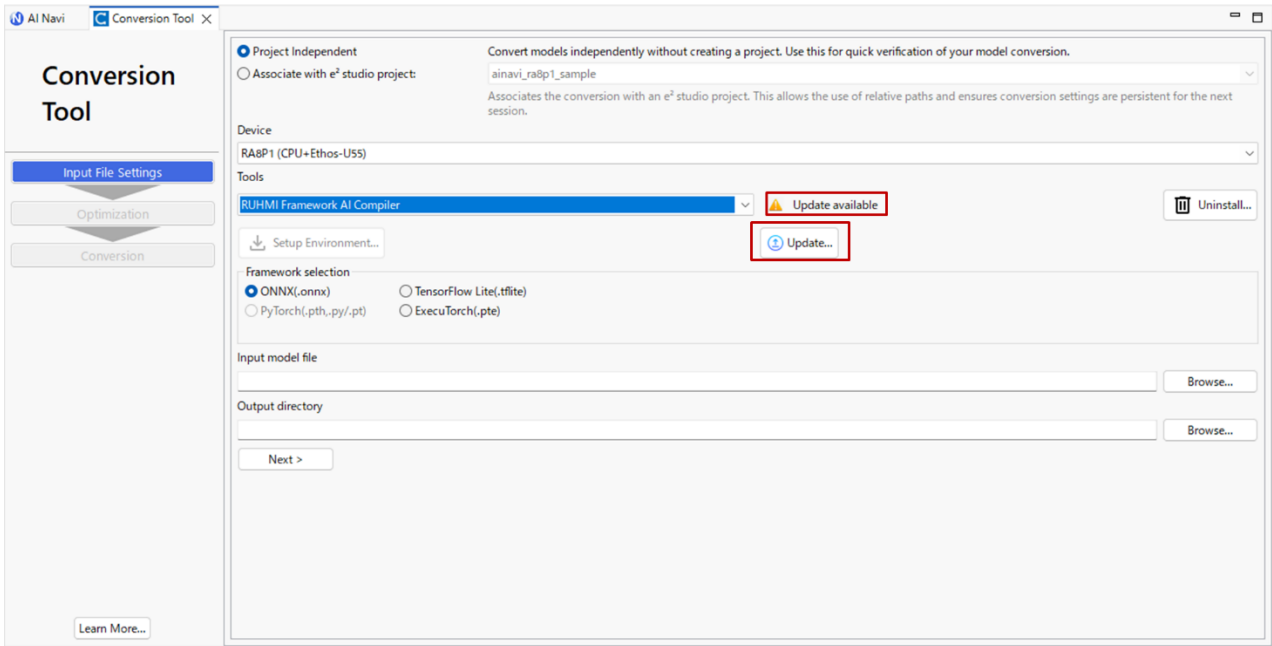 AI Navi
Conversion Tool
Conversion
Tool
Input File Settings
Optimization
Conversion
Learn More...
Project Independent
Convert models independently without creating a project. Use this for quick verification of your model conversion.
Associate with e² studio project:
ainavi_ra8p1_sample
Associates the conversion with an e² studio project. This allows the use of relative paths and ensures conversion settings are persistent for the next
session.
Device
RA8P1 (CPU+Ethos-U55)
Tools
RUHMI Framework AI Compiler
Update available
Uninstall...
Setup Environment...
Update...
Framework selection
ONNX(.onnx)
TensorFlow Lite(.tflite)
PyTorch(.pth,.py/.pt)
ExecuTorch(.pte)
Input model file
Browse...
Output directory
Browse...
Next >